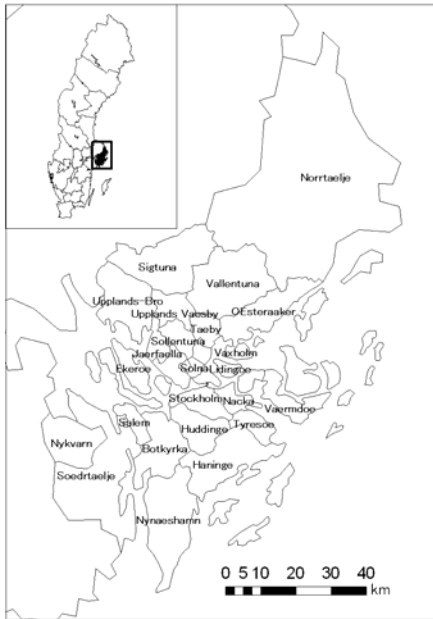 Norrtaelje
Sigtuna
Vallentuna
Upplands-Bro
OEsteraaker
Upplands Vaesby
Taeby
Sollentuna
Jaerfaella
Vaxholm
Ekeroe
Solna
Lidingoe
Stockholm
Nacka
Vaermdoe
Salem
Huddinge
Tyresoe
Nykvarn
Botkyrka
Haninge
Soedrtaelje
Nynaeshamn
0 5 10 20 30 40
km